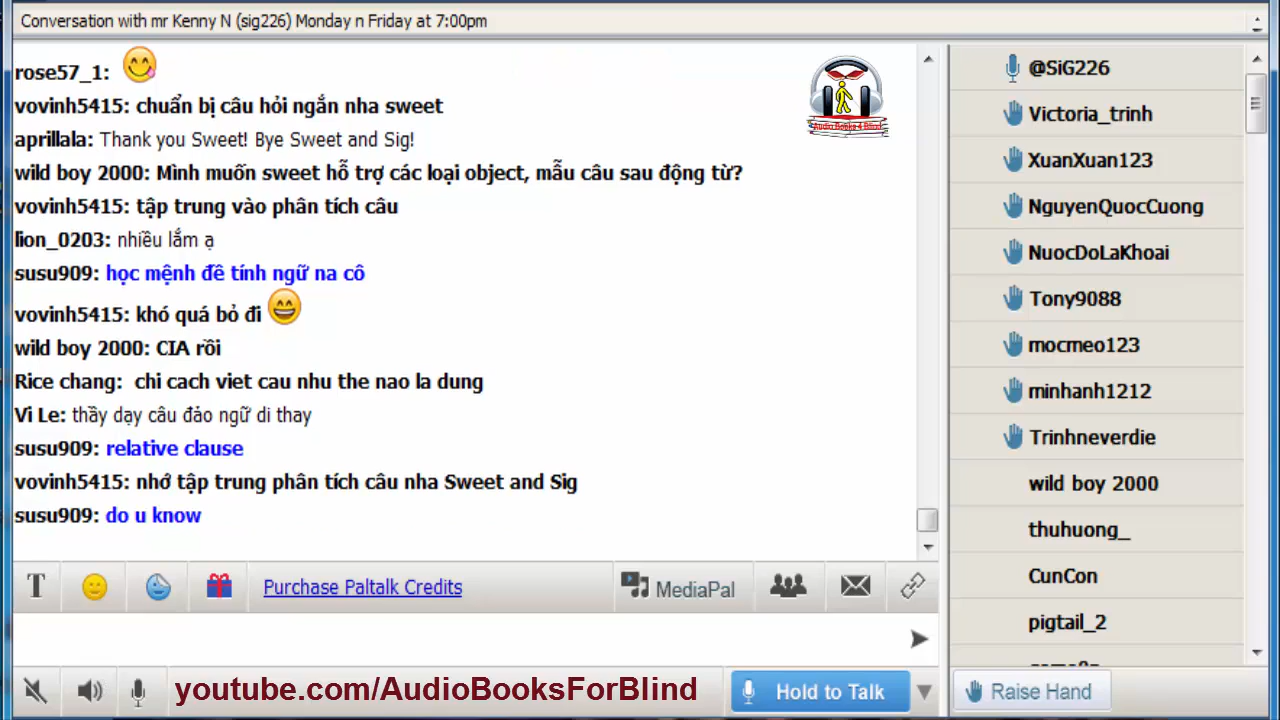 Conversation with mr Kenny N (sig226) Monday n Friday at 7:00pm
rose57_1:
vovinh5415: chuẩn bị câu hỏi ngắn nha sweet
aprillala: Thank you Sweet! Bye Sweet and Sig!
wild boy 2000: Mình muốn sweet hỗ trợ các loại object, mẫu câu sau động từ?
vovinh5415: tập trung vào phân tích câu
lion_0203: nhiều lắm ạ
susu909: học mệnh đề tính ngữ na cô
vovinh5415: khó quá bỏ đi
wild boy 2000: CIA rồi
Rice chang: chi cach viet cau nhu the nao la dung
Vi Le: thầy dạy câu đảo ngữ di thay
susu909: relative clause
vovinh5415: nhớ tập trung phân tích câu nha Sweet and Sig
susu909: do u know
Audio Books 4 Blind
@SiG226
Victoria_trinh
XuanXuan123
NguyenQuocCuong
NuocDoLaKhoai
Tony9088
mocmeo123
minhanh1212
Trinhneverdie
wild boy 2000
thuhuong_
CunCon
pigtail_2
T
Purchase Paltalk Credits
MediaPal
youtube.com/AudioBooksForBlind
Hold to Talk
Raise Hand